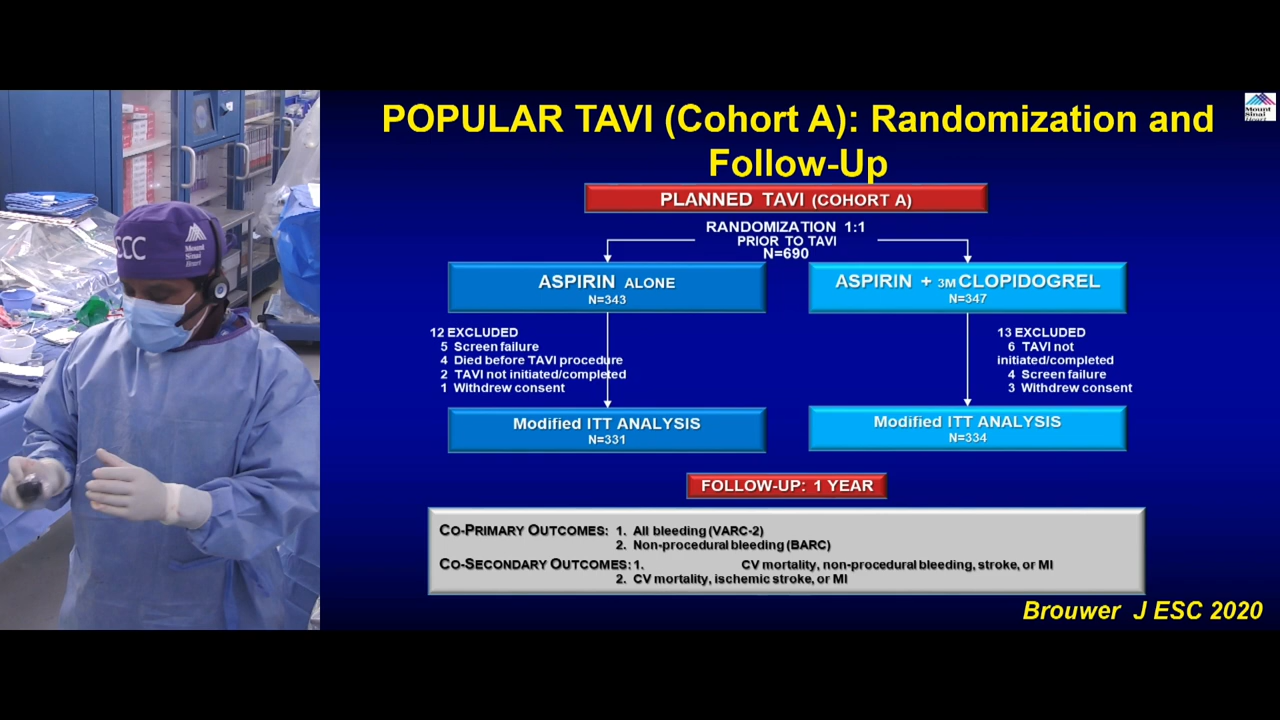 POPULAR TAVI (Cohort A): Randomization and
Follow-Up
Mount
Sinai
Heart
PLANNED TAVI (COHORT A)
RANDOMIZATION 1:1
PRIOR TO TAVI
N=690
ASPIRIN ALONE
N=343
ASPIRIN + 3M CLOPIDOGREL
N=347
12 EXCLUDED
5 Screen failure
4 Died before TAVI procedure
2 TAVI not initiated/completed
1 Withdrew consent
13 EXCLUDED
6 TAVI not
initiated/completed
4 Screen failure
3 Withdrew consent
Modified ITT ANALYSIS
N=331
Modified ITT ANALYSIS
N=334
FOLLOW-UP: 1 YEAR
CO-PRIMARY OUTCOMES: 1. All bleeding (VARC-2)
2. Non-procedural bleeding (BARC)
CO-SECONDARY OUTCOMES: 1. CV mortality, non-procedural bleeding, stroke, or MI
2. CV mortality, ischemic stroke, or MI
Brouwer J ESC 2020
CCC
Mount
Sinai
Heart